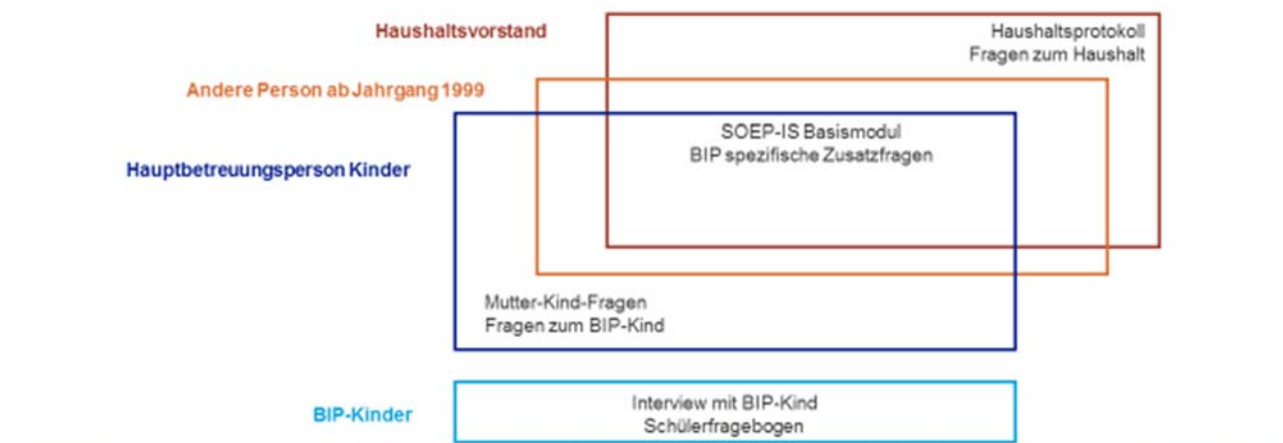 Haushaltsvorstand
Haushaltsprotokoll
Fragen zum Haushalt
Andere Person ab Jahrgang 1999
SOEP-IS Basismodul
BIP spezifische Zusatzfragen
Hauptbetreuungsperson Kinder
Mutter-Kind-Fragen
Fragen zum BIP-Kind
BIP-Kinder
Interview mit BIP-Kind
Schülerfragebogen